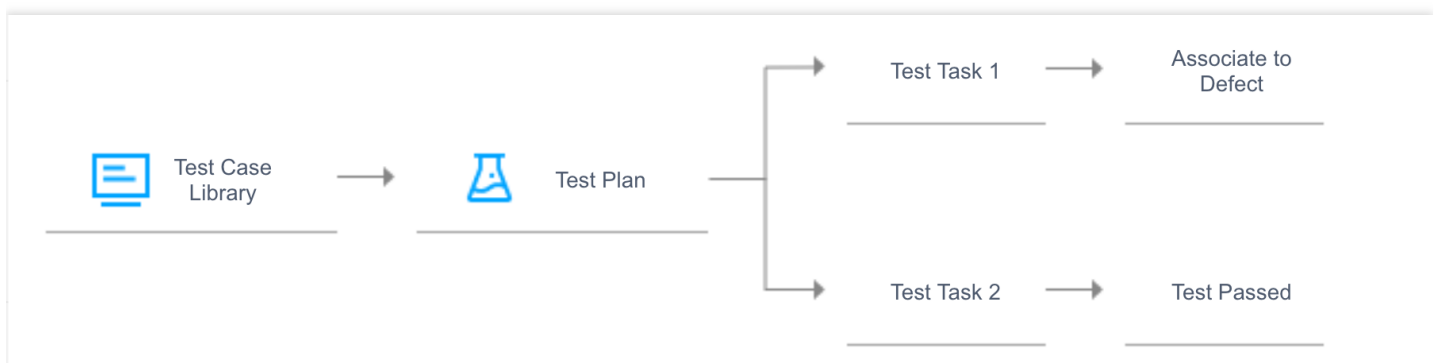 Test Case
Library
Test Plan
Test Task 1
Associate to
Defect
Test Task 2
Test Passed